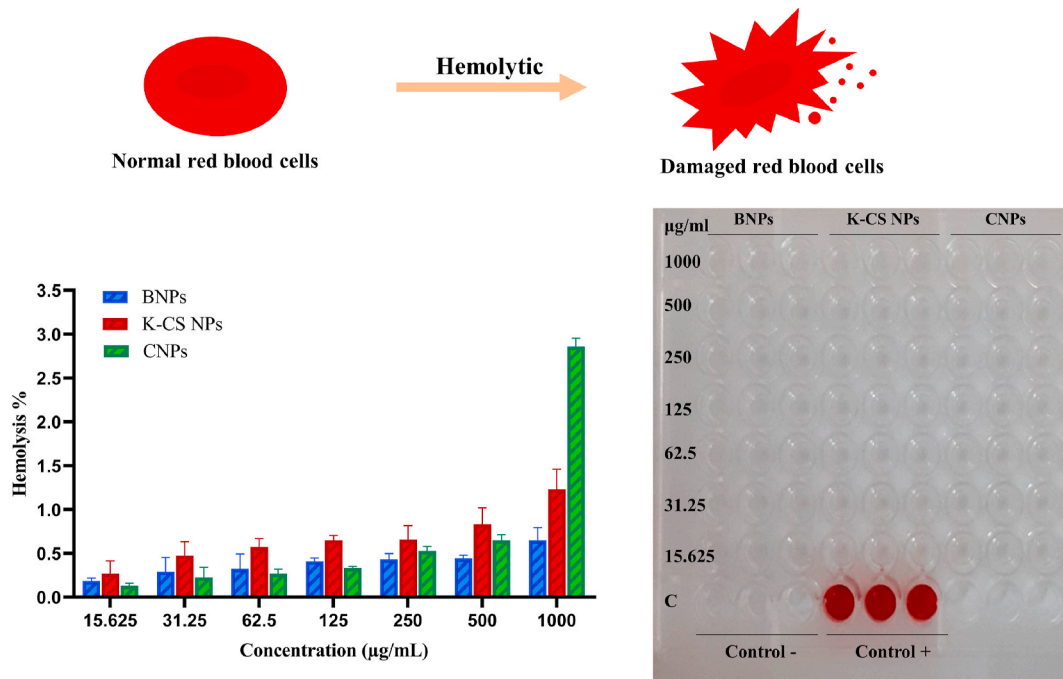 Hemolytic
Normal red blood cells
Damaged red blood cells
3.5
3.0
2.5
2.0
1.5
1.0
0.5
0.0
Hemolysis %
BNPs
K-CS NPs
CNPs
15.625 31.25 62.5 125 250 500 1000
Concentration (μg/mL)
μg/ml BNPs K-CS NPs CNPs
1000
500
250
125
62.5
31.25
15.625
C
Control - Control +